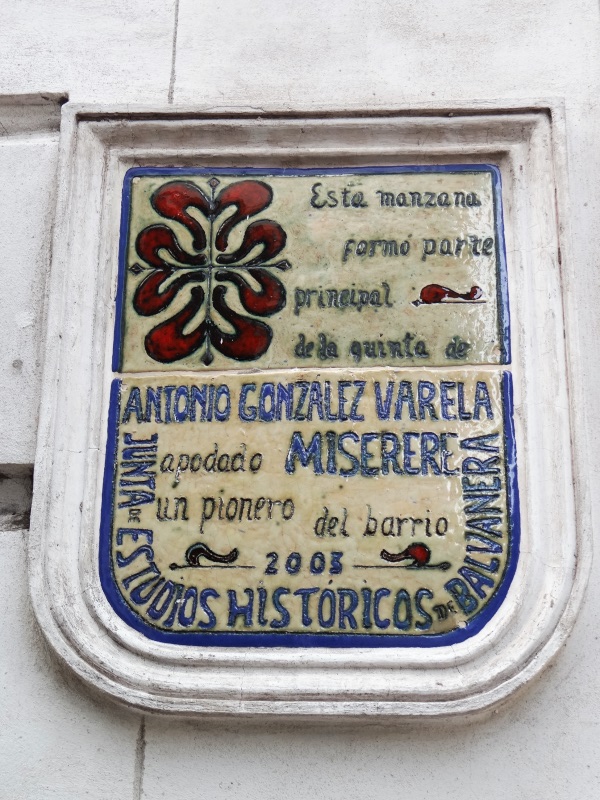 Esta manzana
formó parte
principal
de la quinta de
ANTONIO GONZALEZ VARELA
apodado MISERERE
un pionero del barrio
2003
JUNTA DE ESTUDIOS HISTÓRICOS DE BALVANERA